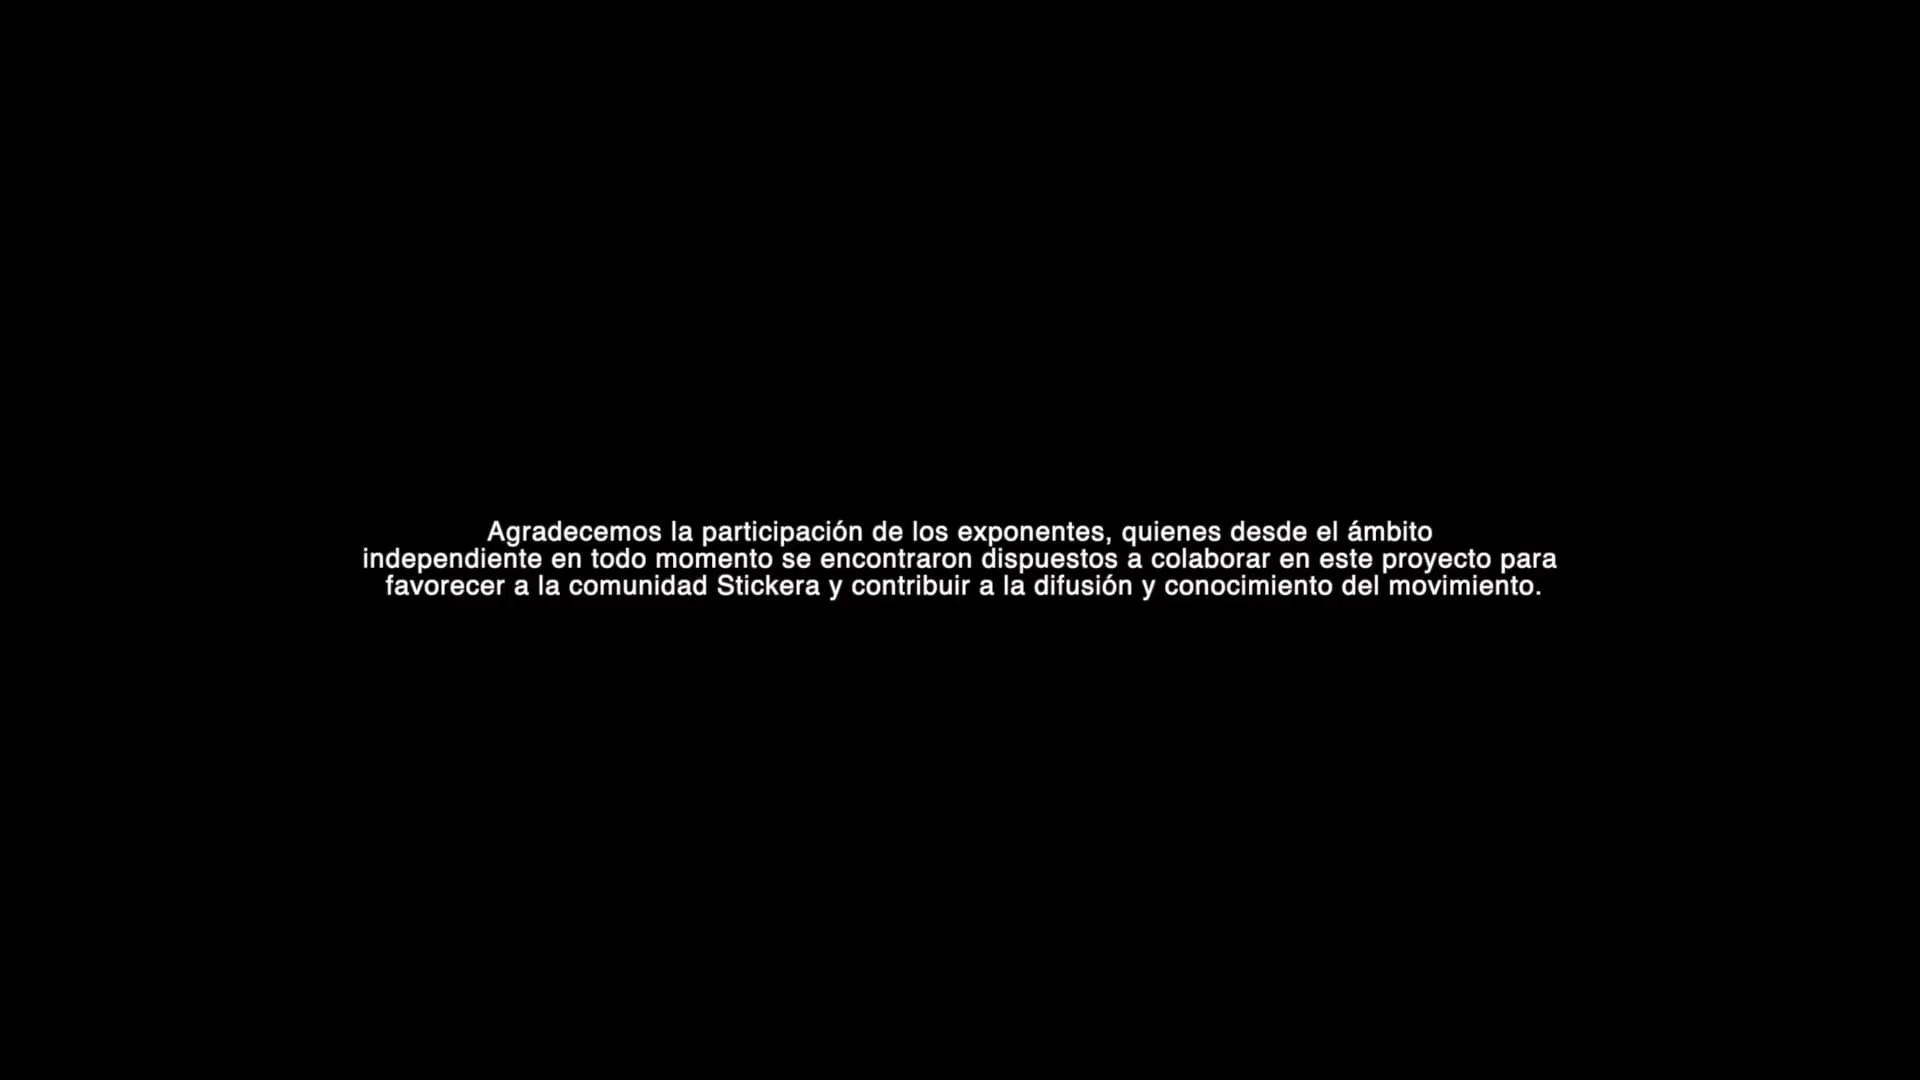 Agradecemos la participación de los exponentes, quienes desde el ámbito
independiente en todo momento se encontraron dispuestos a colaborar en este proyecto para
favorecer a la comunidad Stickera y contribuir a la difusión y conocimiento del movimiento.